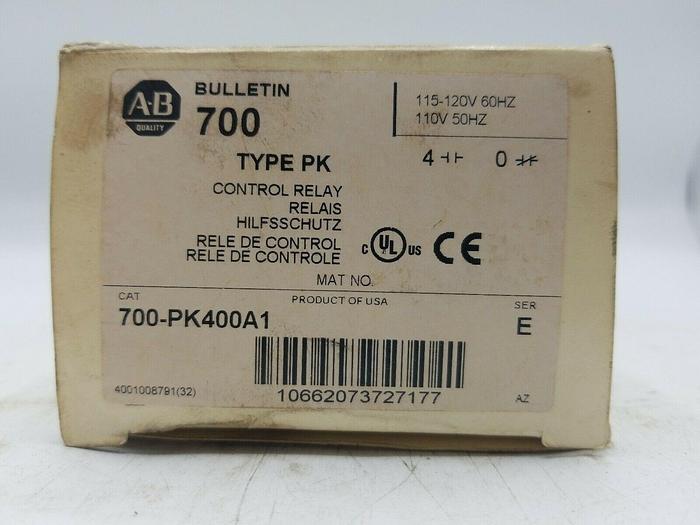 A-B
QUALITY
BULLETIN
700
115-120V 60HZ
110V 50HZ
TYPE PK
4 0
CONTROL RELAY
RELAIS
HILFSSCHUTZ
RELE DE CONTROL
RELE DE CONTROLE
C UL US CE
MAT NO.
PRODUCT OF USA
CAT
700-PK400A1
SER
E
10662073727177
4001008791(32)
AZ